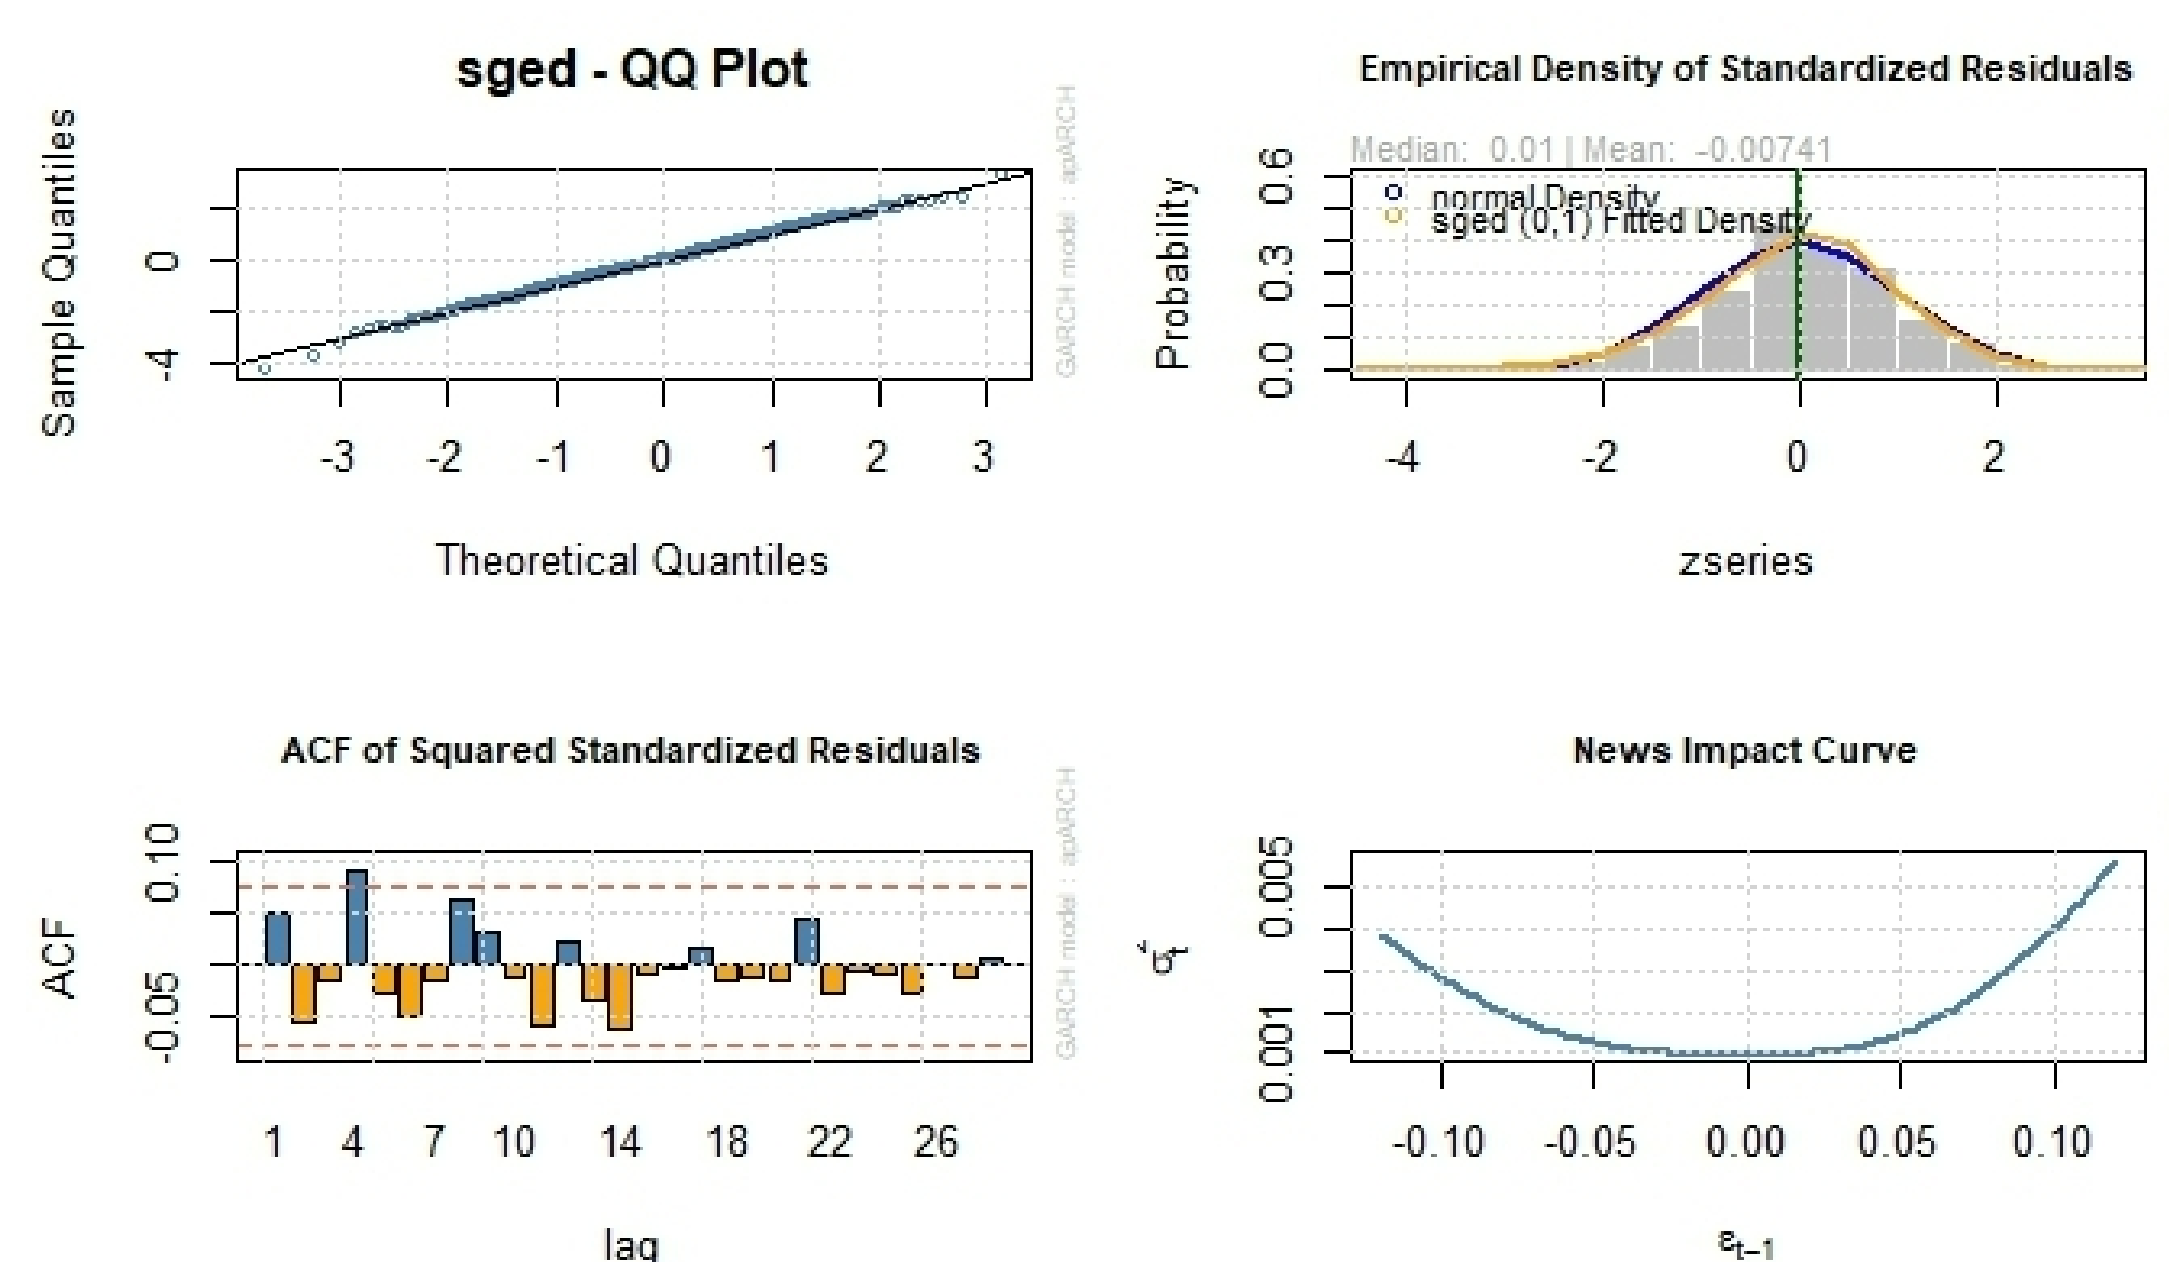 sged - QQ Plot
Sample Quantiles
0
-4
-3 -2 -1 0 1 2 3
Theoretical Quantiles
GARCH model : apARCH
Empirical Density of Standardized Residuals
Median: 0.01 | Mean: -0.00741
normal Density
sged (0,1) Fitted Density
Probability
0.6
0.3
0.0
-4 -2 0 2
zseries
ACF of Squared Standardized Residuals
ACF
0.10
-0.05
1 4 7 10 14 18 22 26
lag
GARCH model : apARCH
News Impact Curve
0.005
0.001
-0.10 -0.05 0.00 0.05 0.10
εt−1